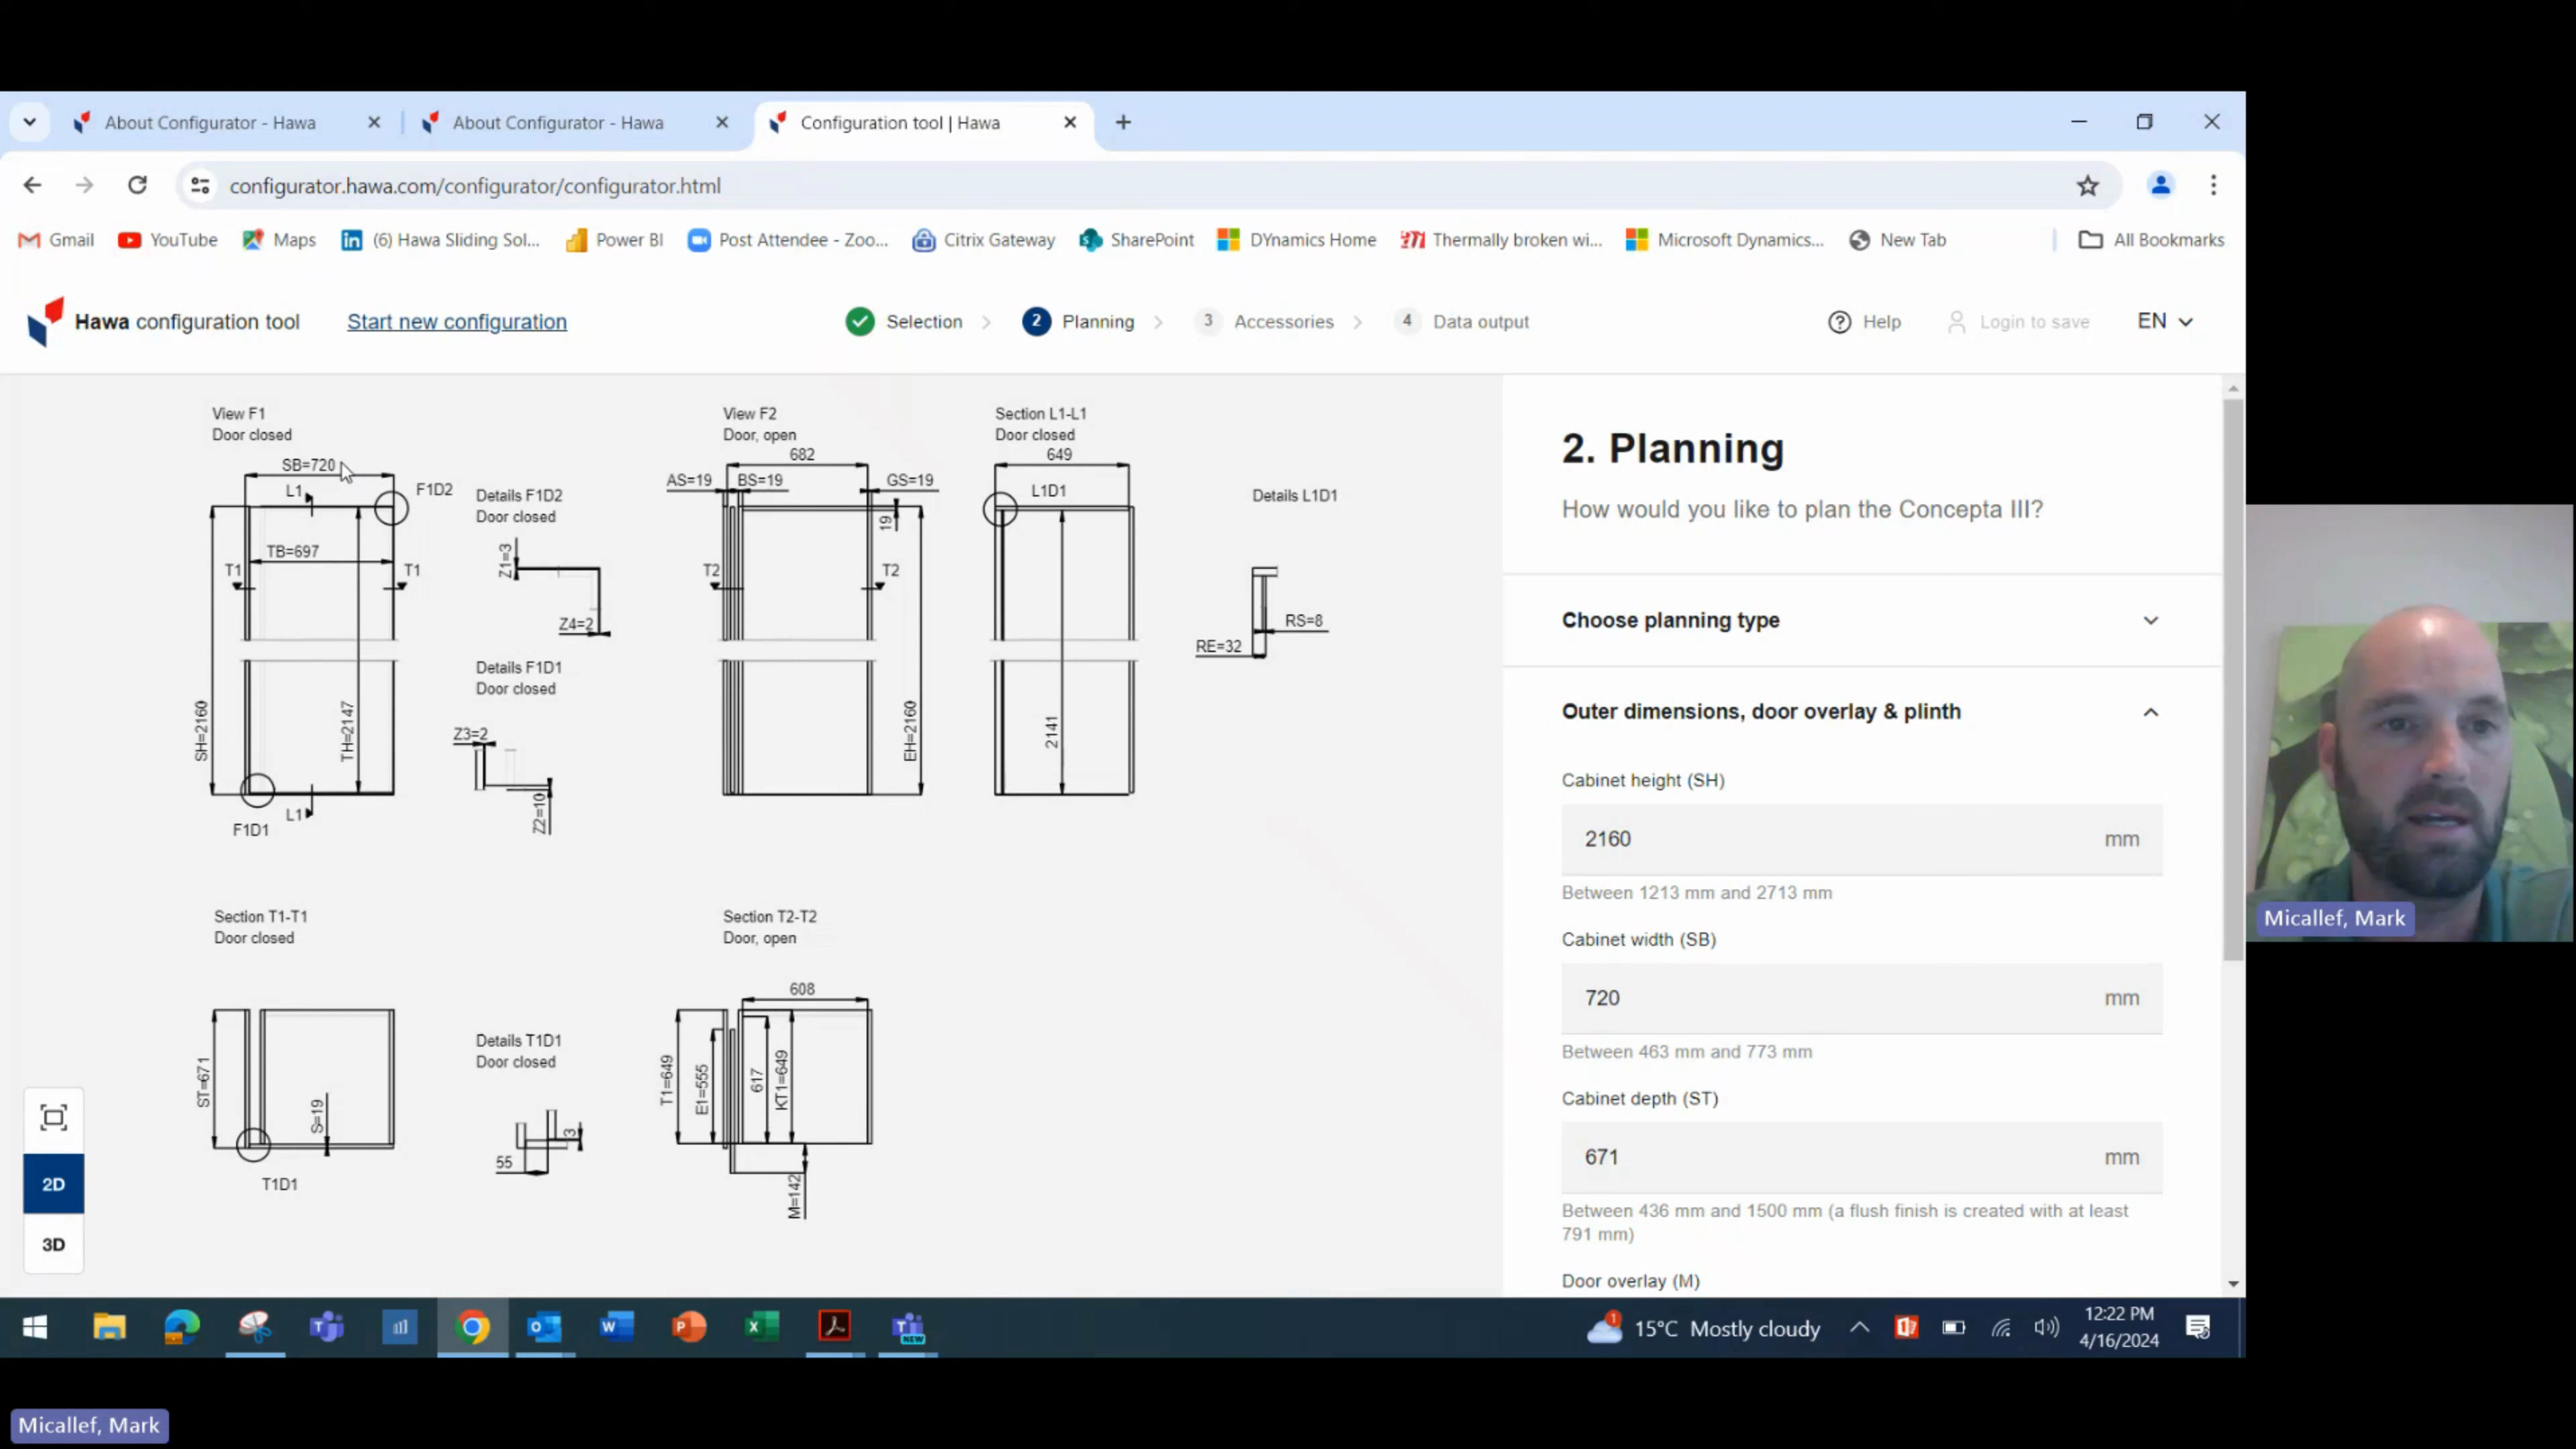 About Configurator - Hawa
About Configurator - Hawa
Configuration tool | Hawa
configurator.hawa.com/configurator/configurator.html
Gmail
YouTube
Maps
(6) Hawa Sliding Sol...
Power BI
Post Attendee - Zoo...
Citrix Gateway
SharePoint
DYnamics Home
Thermally broken wi...
Microsoft Dynamics...
New Tab
All Bookmarks
Hawa configuration tool
Start new configuration
Selection
2 Planning
3 Accessories
4 Data output
Help
Login to save
EN
View F1
Door closed
SB=720
L1
F1D2
TB=697
T1
T1
SH=2160
TH=2147
L1
F1D1
Details F1D2
Door closed
Z1=3
Z4=2
Details F1D1
Door closed
Z3=2
Z2=10
View F2
Door, open
682
AS=19
BS=19
GS=19
19
T2
T2
EH=2160
Section L1-L1
Door closed
649
L1D1
2141
Details L1D1
RS=8
RE=32
Section T1-T1
Door closed
ST=671
S=19
T1D1
Details T1D1
Door closed
3
55
Section T2-T2
Door, open
608
T1=649
E1=555
617
KT1=649
M=142
2D
3D
2. Planning
How would you like to plan the Concepta III?
Choose planning type
Outer dimensions, door overlay & plinth
Cabinet height (SH)
2160 mm
Between 1213 mm and 2713 mm
Cabinet width (SB)
720 mm
Between 463 mm and 773 mm
Cabinet depth (ST)
671 mm
Between 436 mm and 1500 mm (a flush finish is created with at least
791 mm)
Door overlay (M)
Micallef, Mark
1
15°C Mostly cloudy
12:22 PM
4/16/2024
NEW
Micallef, Mark